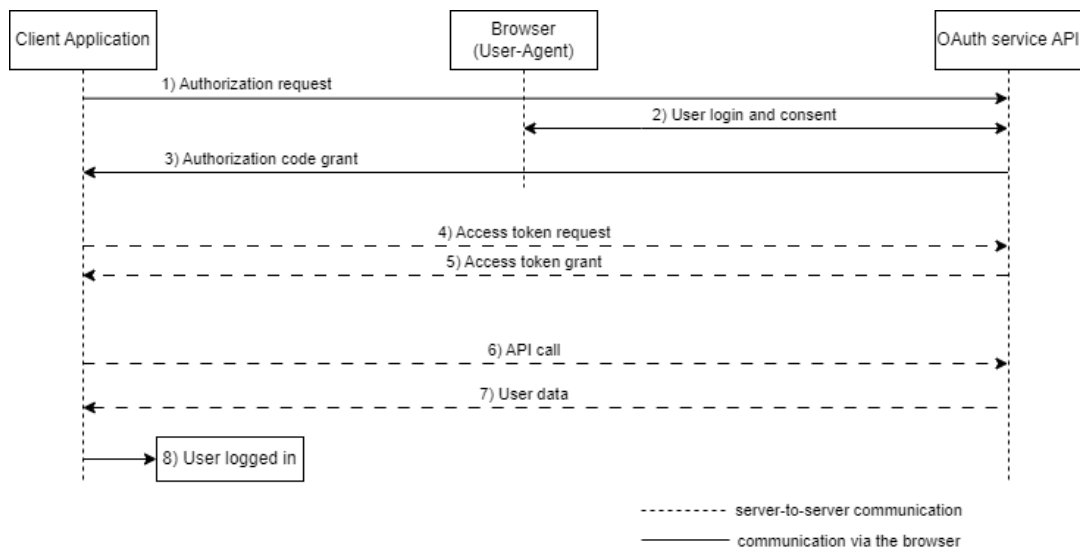 Client Application
Browser
(User-Agent)
OAuth service API
1) Authorization request
2) User login and consent
3) Authorization code grant
4) Access token request
5) Access token grant
6) API call
7) User data
8) User logged in
server-to-server communication
communication via the browser